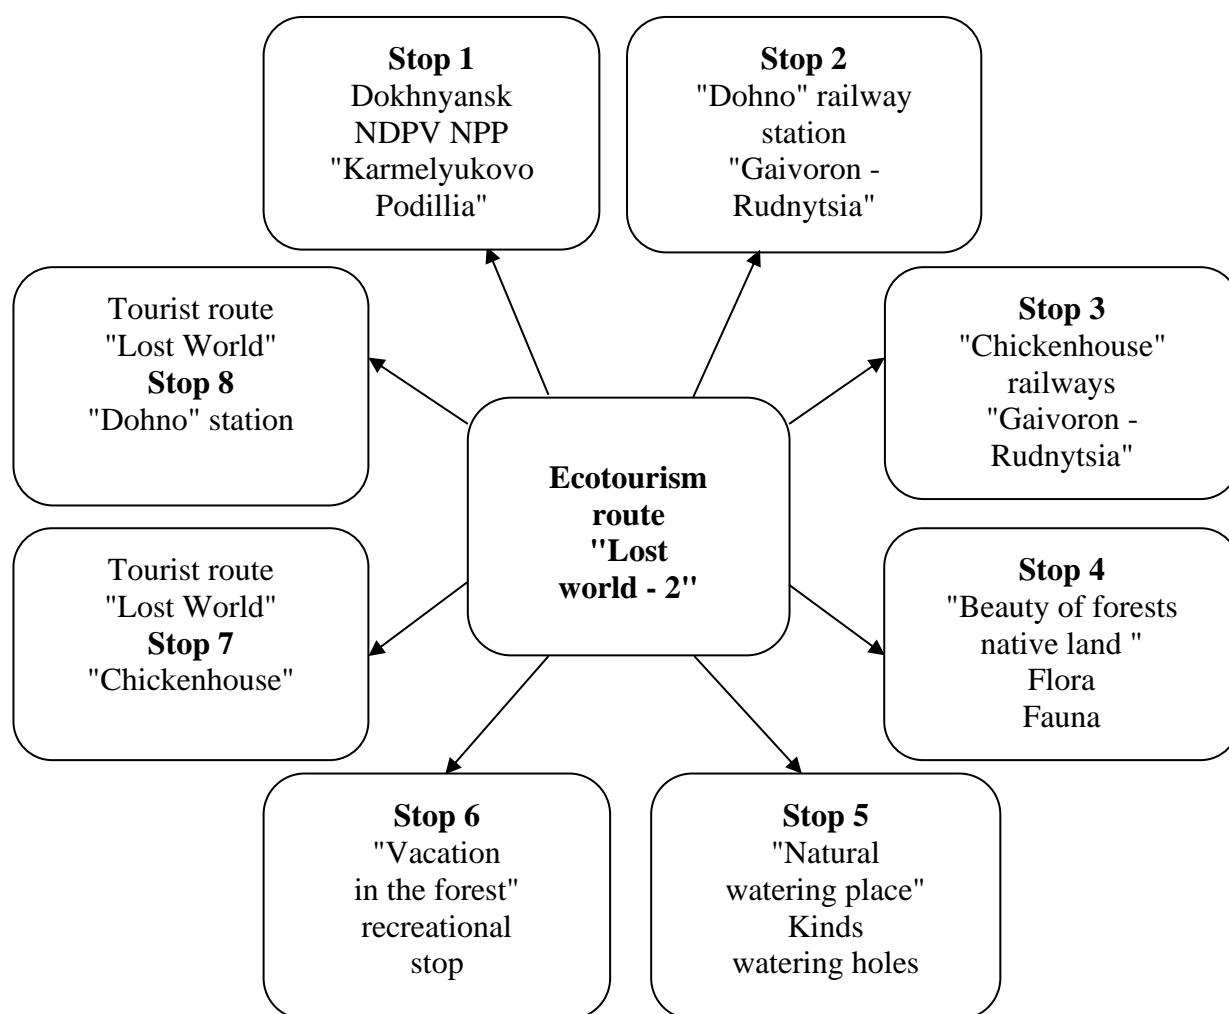 Stop 1
Dokhnyansk
NDPV NPP
"Karmelyukovo
Podillia"
Stop 2
"Dohno" railway
station
"Gaivoron -
Rudnytsia"
Stop 3
"Chickenhouse"
railways
"Gaivoron -
Rudnytsia"
Stop 4
"Beauty of forests
native land "
Flora
Fauna
Stop 5
"Natural
watering place"
Kinds
watering holes
Stop 6
"Vacation
in the forest"
recreational
stop
Tourist route
"Lost World"
Stop 7
"Chickenhouse"
Tourist route
"Lost World"
Stop 8
"Dohno" station
Ecotourism
route
"Lost
world - 2"